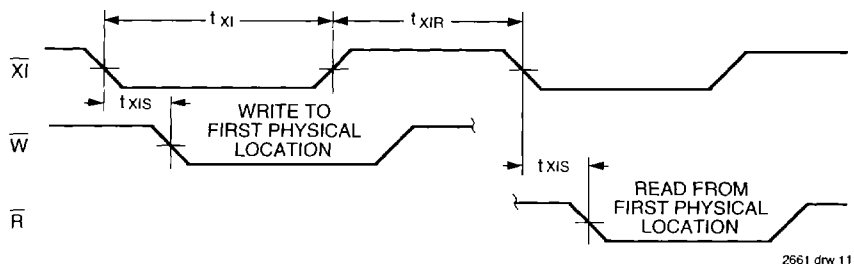 t XI
t XIR
XI
t XIS
WRITE TO
FIRST PHYSICAL
LOCATION
W
t XIS
READ FROM
FIRST PHYSICAL
LOCATION
R
2661 drw 11